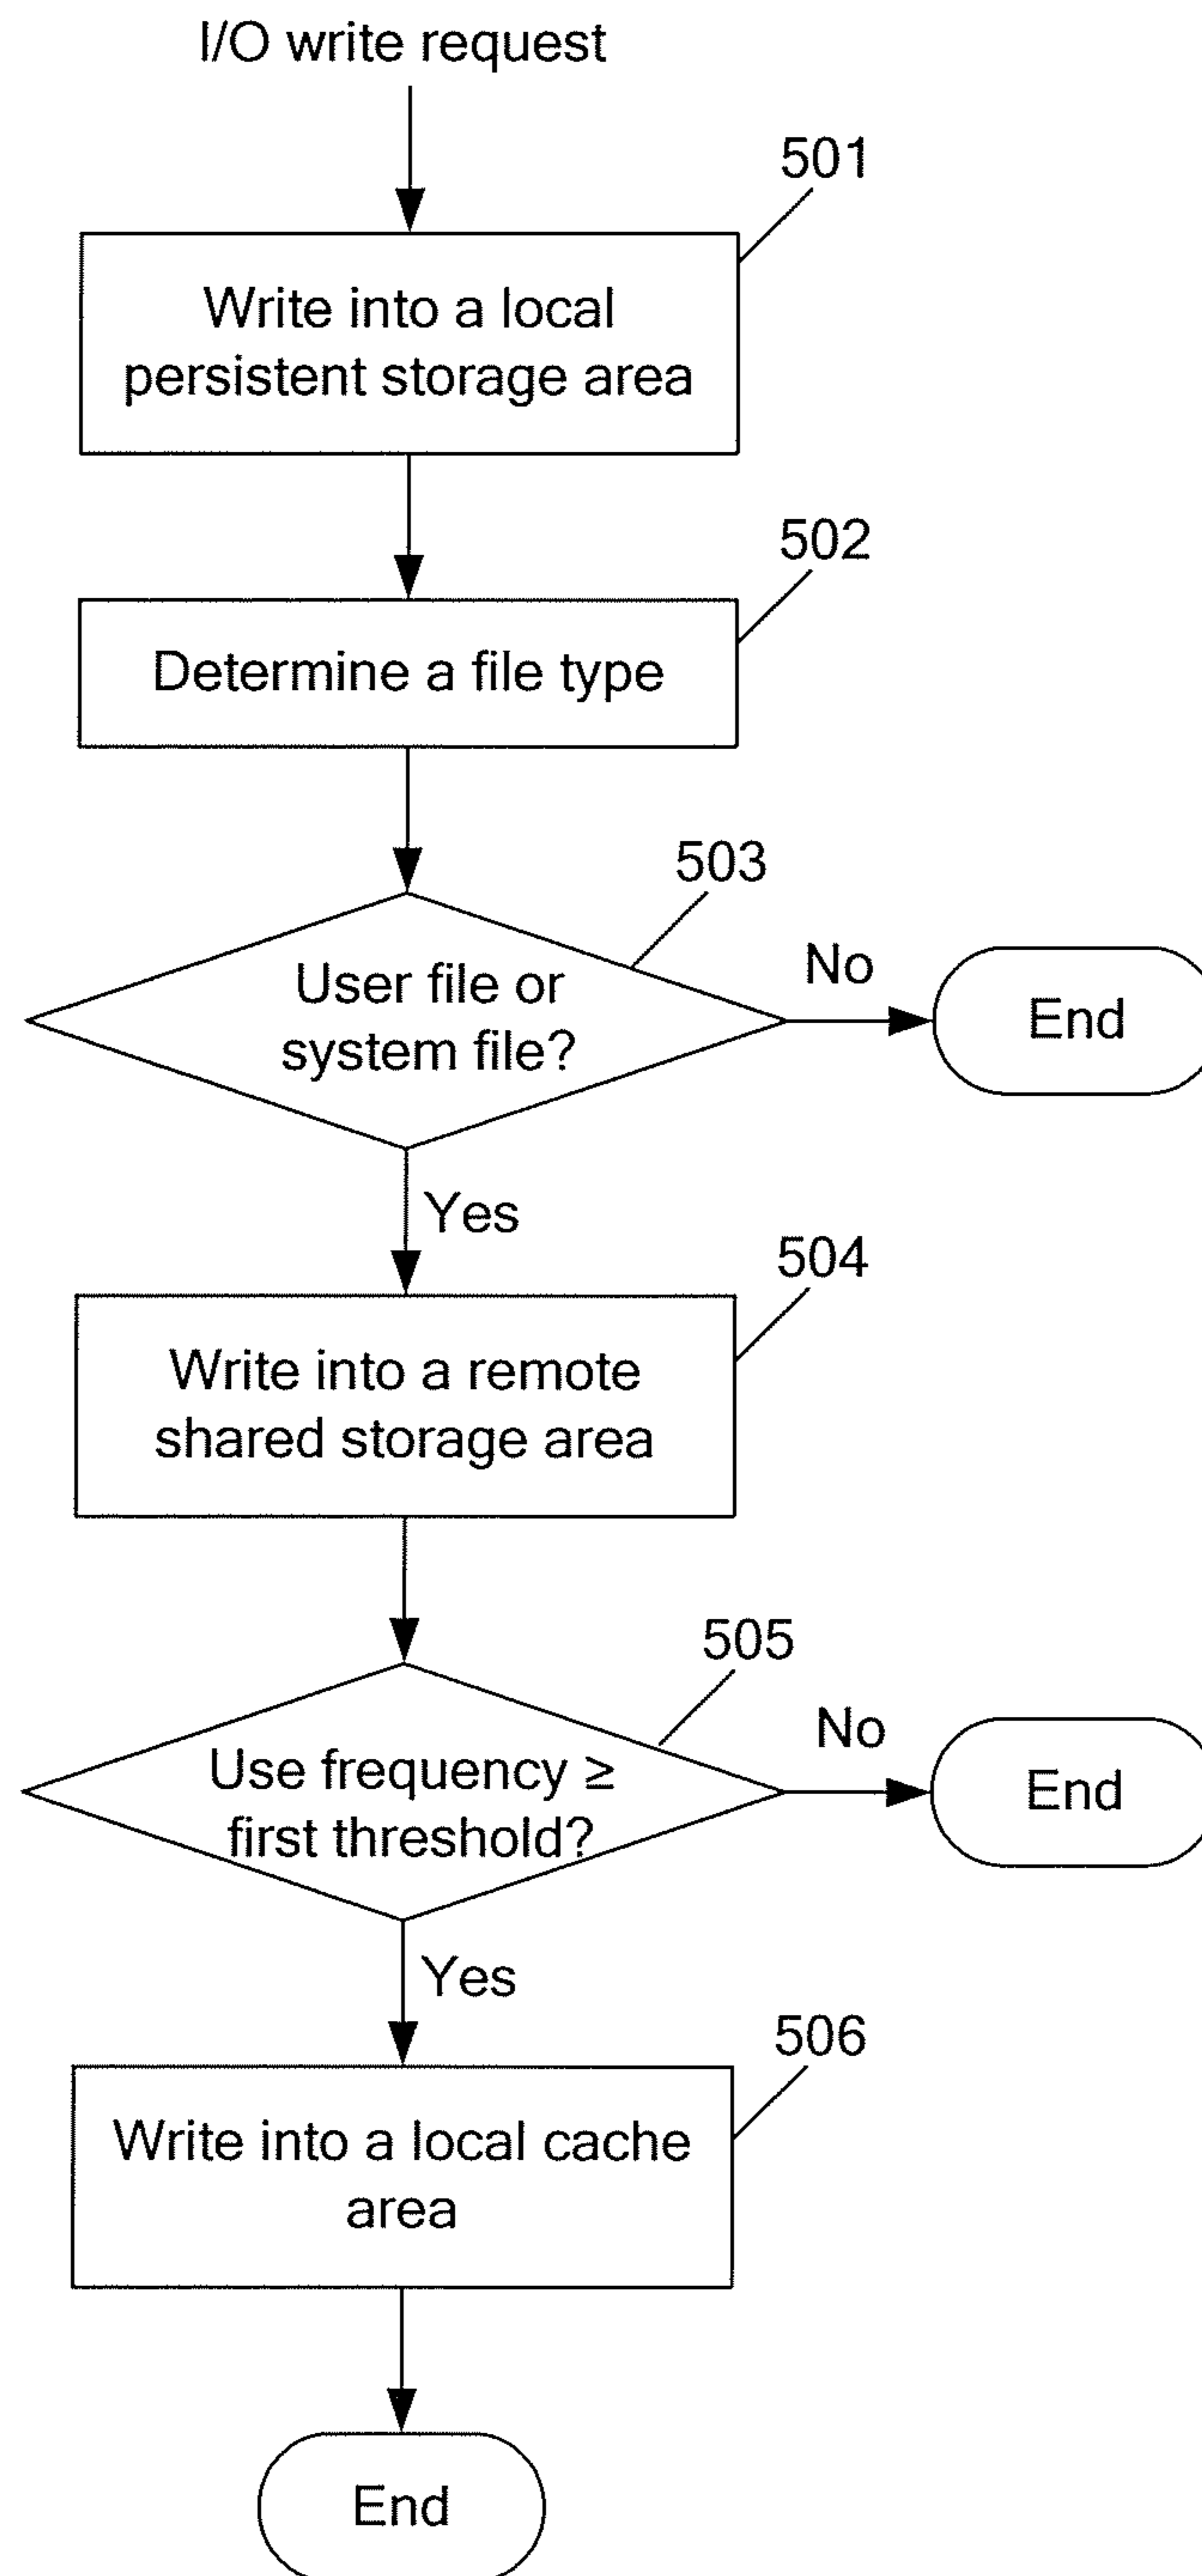 I/O write request
501
Write into a local
persistent storage area
502
Determine a file type
503
User file or
system file?
No
End
Yes
504
Write into a remote
shared storage area
505
Use frequency ≥
first threshold?
No
End
Yes
506
Write into a local cache
area
End